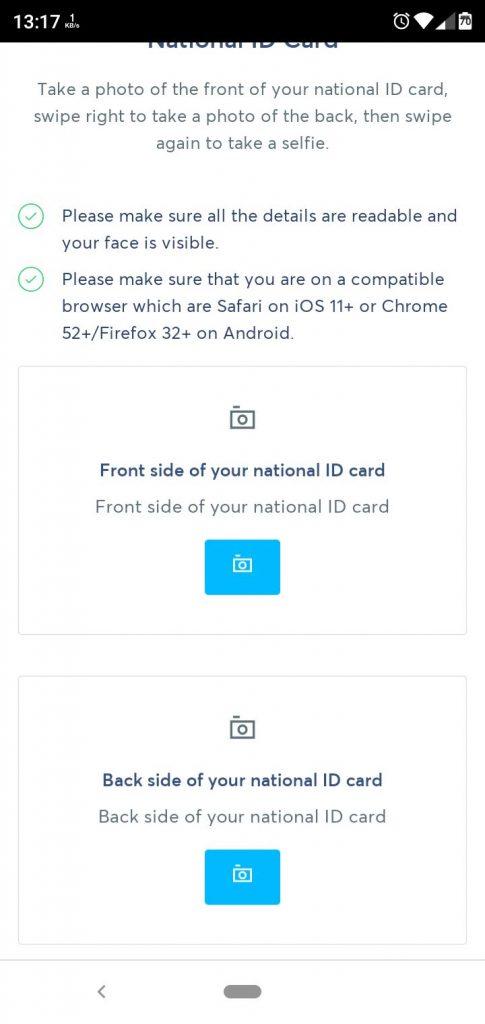 13:17 1 KB/s 70
National ID Card
Take a photo of the front of your national ID card,
swipe right to take a photo of the back, then swipe
again to take a selfie.
Please make sure all the details are readable and
your face is visible.
Please make sure that you are on a compatible
browser which are Safari on iOS 11+ or Chrome
52+/Firefox 32+ on Android.
Front side of your national ID card
Front side of your national ID card
Back side of your national ID card
Back side of your national ID card